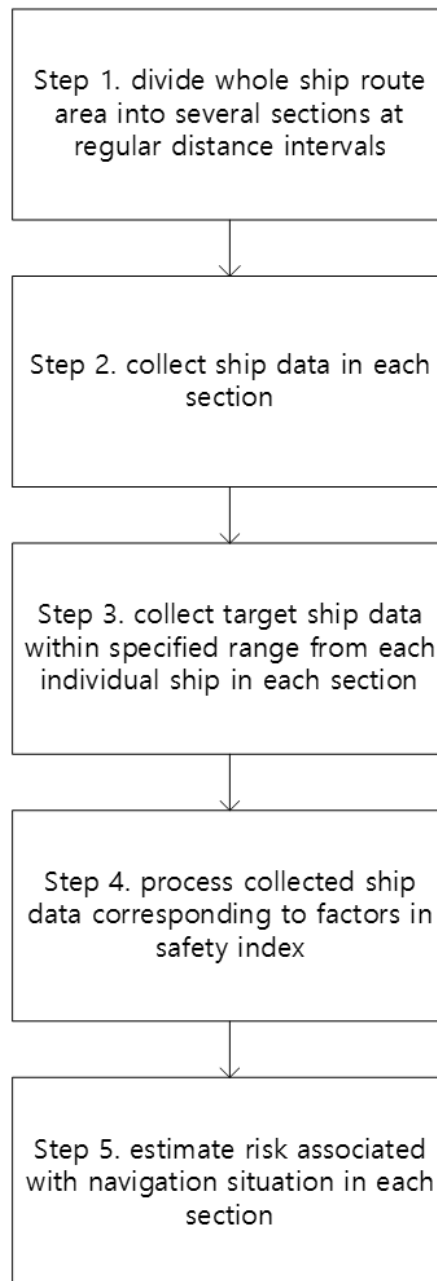 Step 1. divide whole ship route
area into several sections at
regular distance intervals
Step 2. collect ship data in each
section
Step 3. collect target ship data
within specified range from each
individual ship in each section
Step 4. process collected ship
data corresponding to factors in
safety index
Step 5. estimate risk associated
with navigation situation in each
section